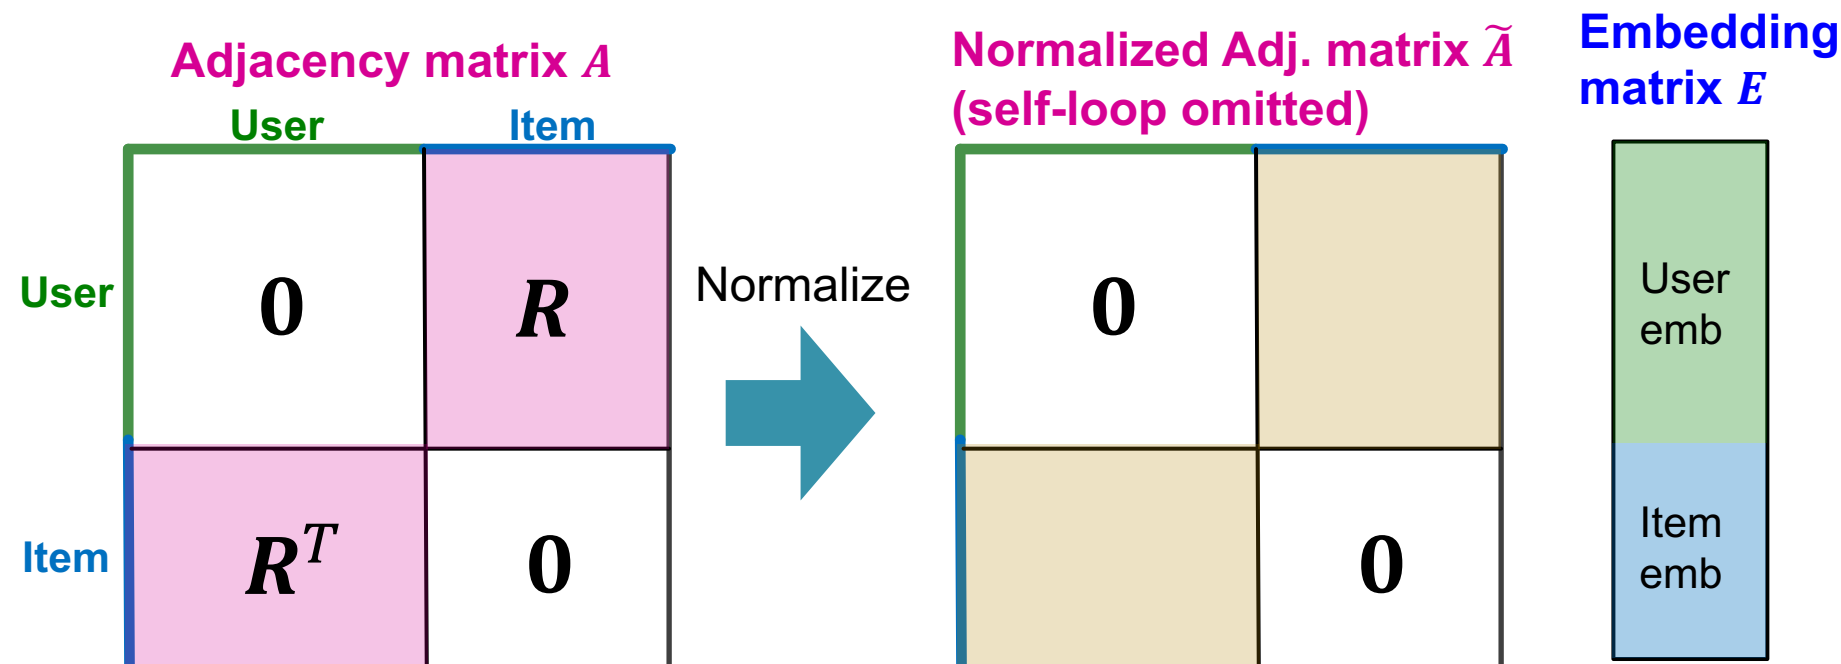 Adjacency matrix A
User Item
User 0 R
Item R^T 0
Normalize
Normalized Adj. matrix Ã
(self-loop omitted)
0
0
Embedding
matrix E
User
emb
Item
emb